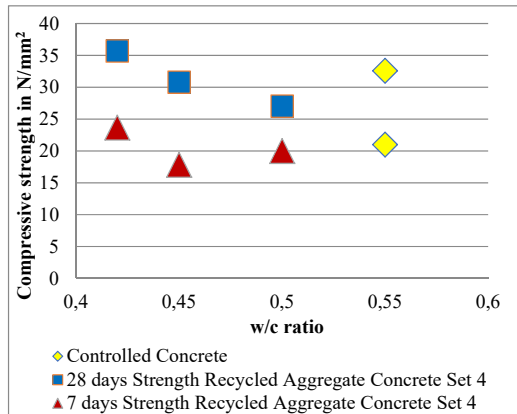 Compressive strength in N/mm²
40
35
30
25
20
15
10
5
0
0,4
0,45
0,5
0,55
0,6
w/c ratio
Controlled Concrete
28 days Strength Recycled Aggregate Concrete Set 4
7 days Strength Recycled Aggregate Concrete Set 4